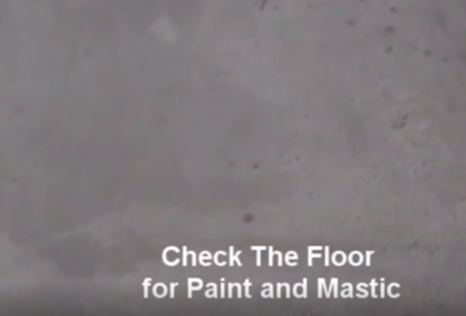 Check The Floor
for Paint and Mastic